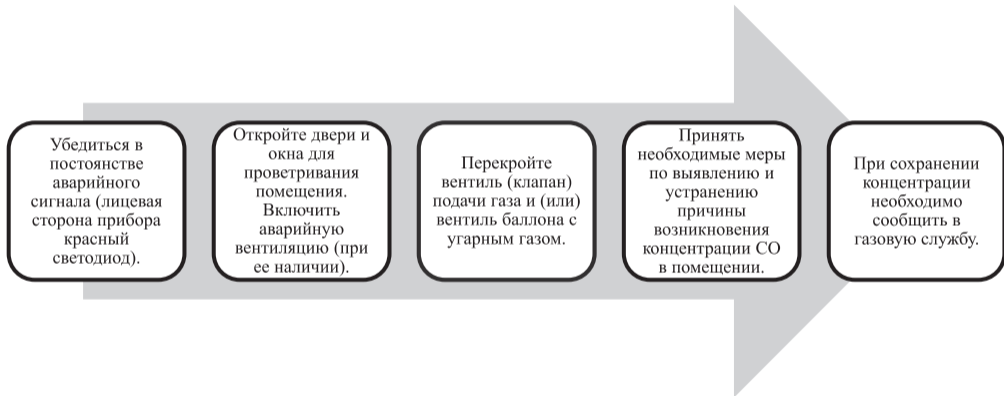 Убедиться в
постоянстве
аварийного
сигнала (лицевая
сторона прибора
красный
светодиод).
Откройте двери и
окна для
проветривания
помещения.
Включить
аварийную
вентиляцию (при
ее наличии).
Перекройте
вентиль (клапан)
подачи газа и (или)
вентиль баллона с
угарным газом.
Принять
необходимые меры
по выявлению и
устранению
причины
возникновения
концентрации СО
в помещении.
При сохранении
концентрации
необходимо
сообщить в
газовую службу.